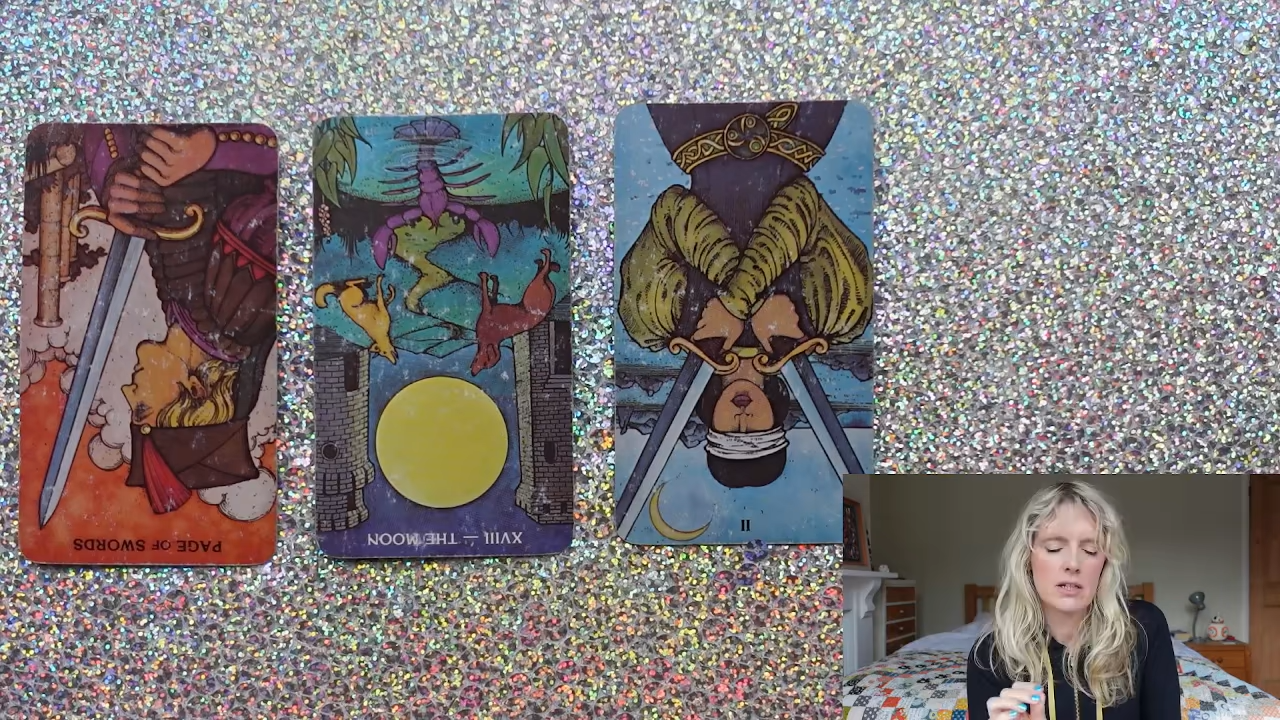 PAGE OF SWORDS
XVIII — THE MOON
II